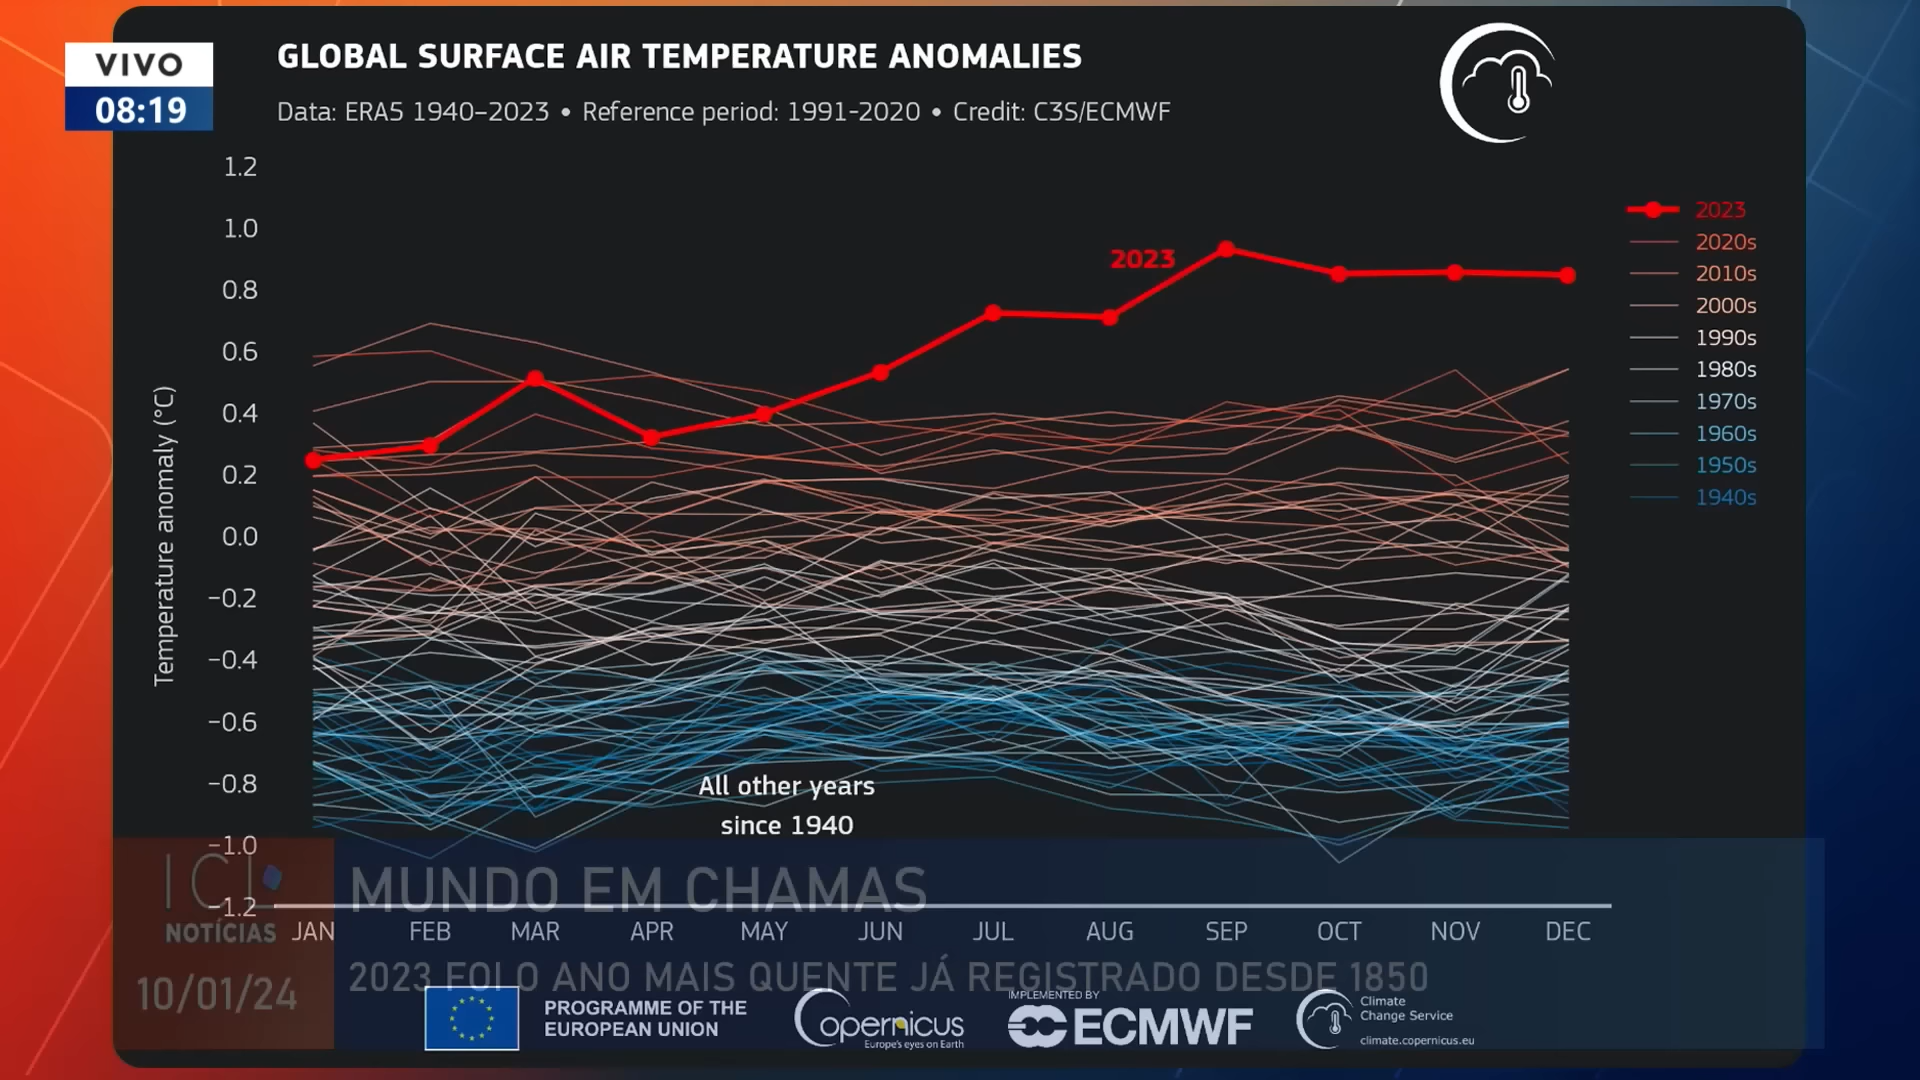 VIVO
08:19
GLOBAL SURFACE AIR TEMPERATURE ANOMALIES
Data: ERA5 1940–2023 • Reference period: 1991-2020 • Credit: C3S/ECMWF
1.2
1.0
0.8
0.6
0.4
0.2
0.0
−0.2
−0.4
−0.6
−0.8
−1.0
−1.2
Temperature anomaly (°C)
2023
2023
2020s
2010s
2000s
1990s
1980s
1970s
1960s
1950s
1940s
All other years
since 1940
JAN FEB MAR APR MAY JUN JUL AUG SEP OCT NOV DEC
ICL
NOTÍCIAS
10/01/24
MUNDO EM CHAMAS
2023 FOI O ANO MAIS QUENTE JÁ REGISTRADO DESDE 1850
PROGRAMME OF THE
EUROPEAN UNION
opernicus
Europe's eyes on Earth
IMPLEMENTED BY
ECMWF
Climate
Change Service
climate.copernicus.eu